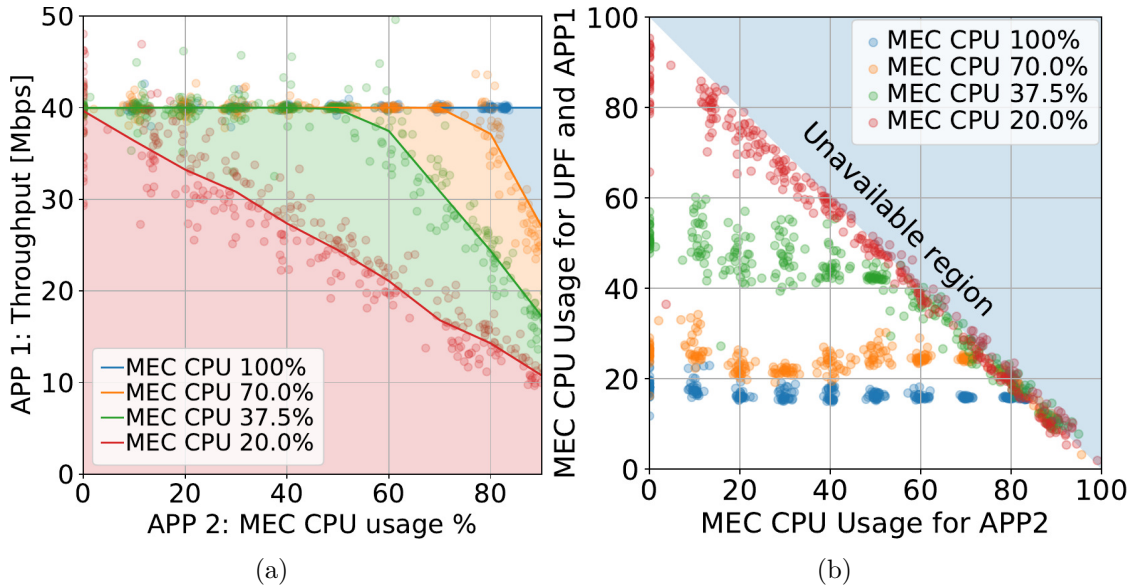 50
40
30
20
10
0
0
20
40
60
80
APP 1: Throughput [Mbps]
APP 2: MEC CPU usage %
MEC CPU 100%
MEC CPU 70.0%
MEC CPU 37.5%
MEC CPU 20.0%
(a)
100
80
60
40
20
0
0
20
40
60
80
100
MEC CPU Usage for UPF and APP1
MEC CPU Usage for APP2
MEC CPU 100%
MEC CPU 70.0%
MEC CPU 37.5%
MEC CPU 20.0%
Unavailable region
(b)